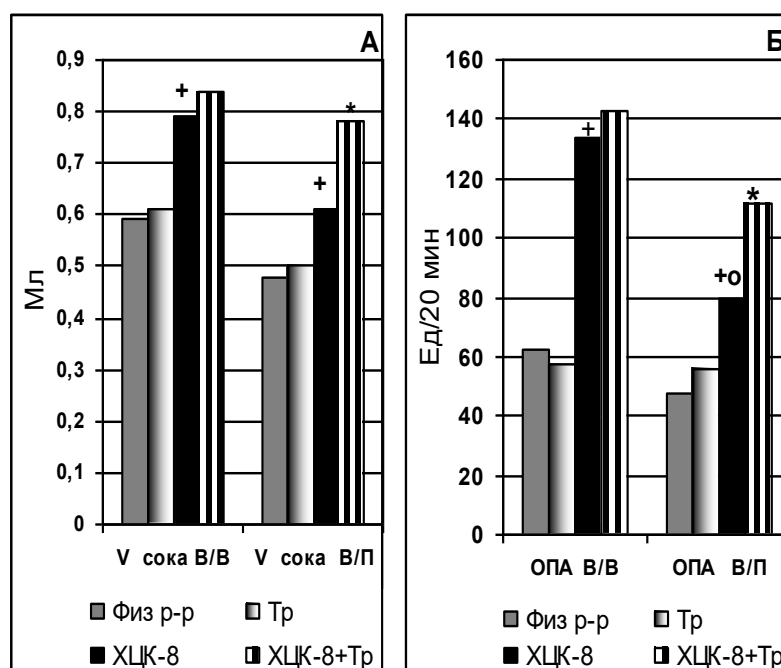 А
0,9
0,8
0,7
0,6
0,5
0,4
0,3
0,2
0,1
0
Мл
+
+
*
V сока В/В V сока В/П
Физ р-р Тр
ХЦК-8 ХЦК-8+Тр
Б
160
140
120
100
80
60
40
20
0
Ед/20 мин
+
+о
*
ОПА В/В ОПА В/П
Физ р-р Тр
ХЦК-8 ХЦК-8+Тр